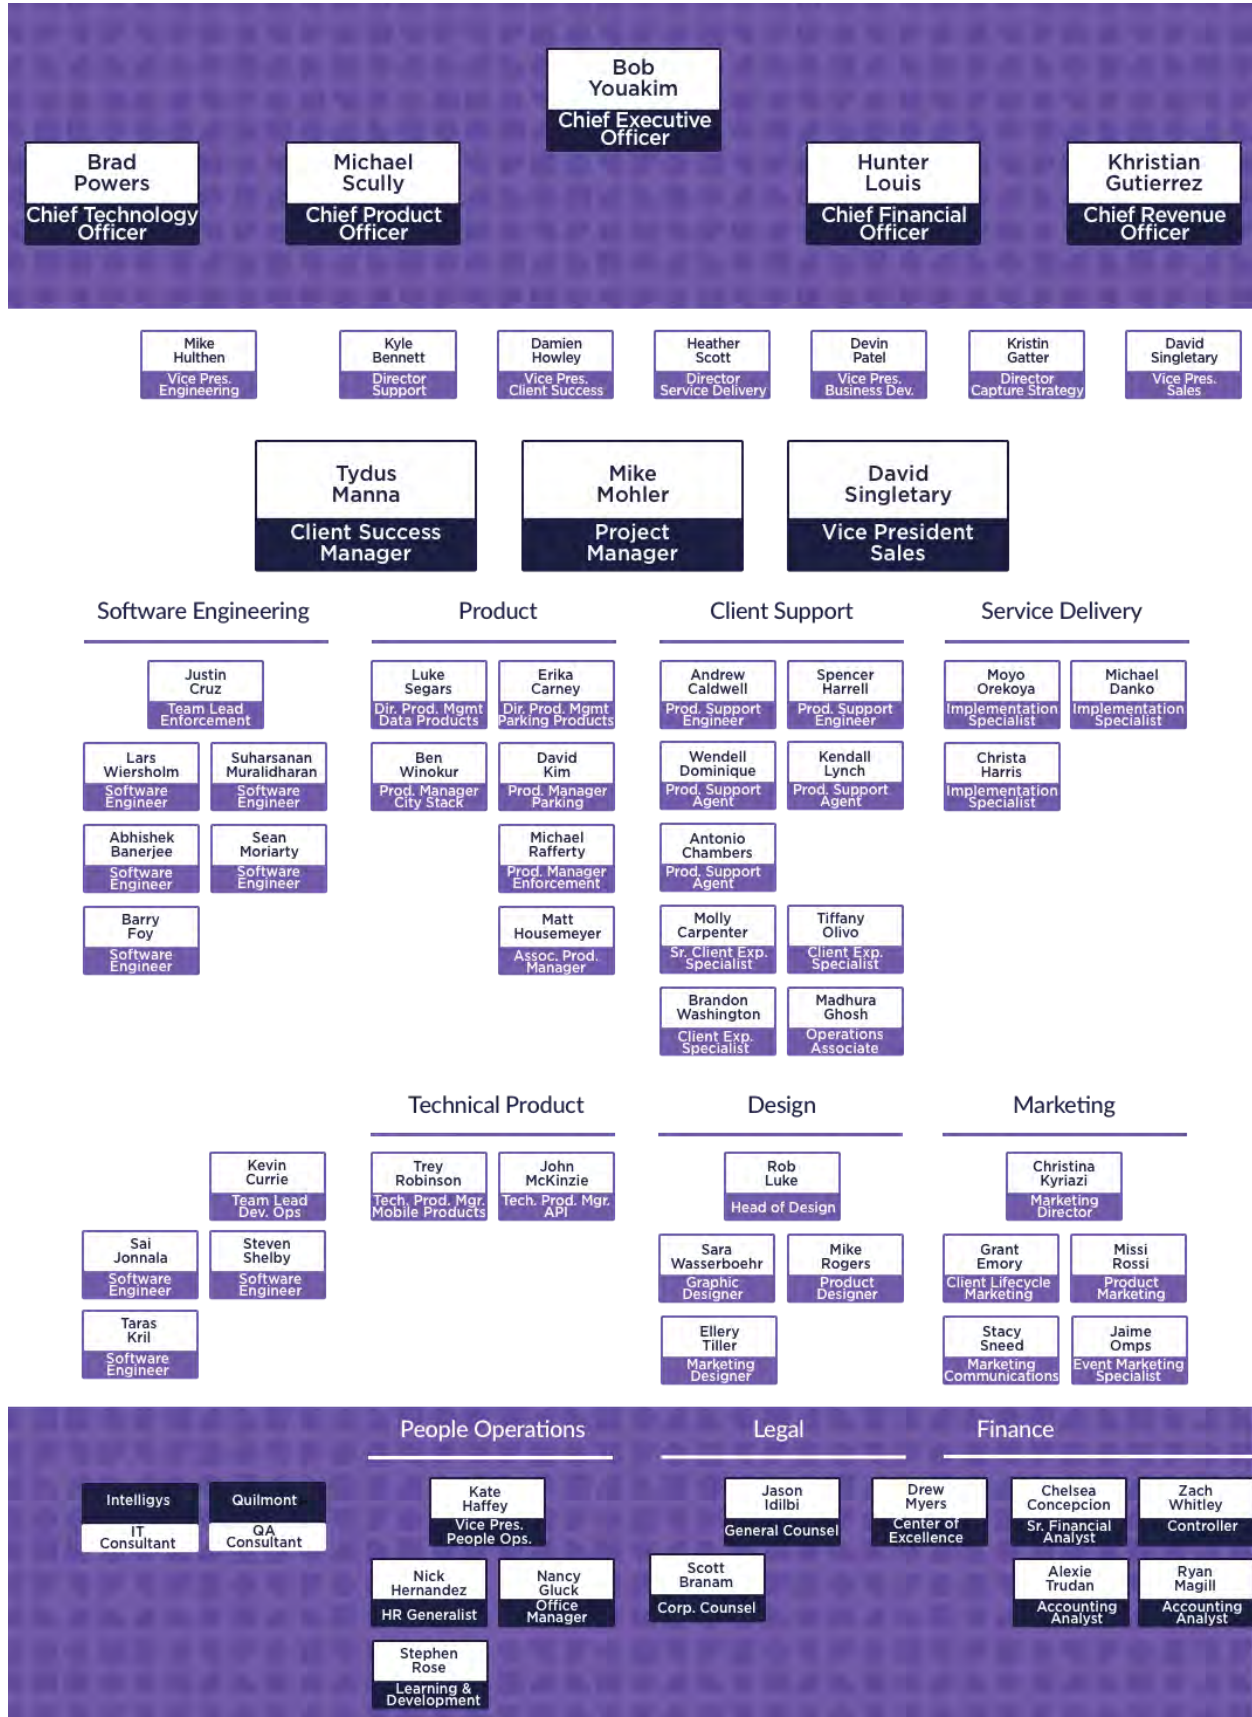 Bob
Youakim
Chief Executive
Officer
Brad
Powers
Chief Technology
Officer
Michael
Scully
Chief Product
Officer
Hunter
Louis
Chief Financial
Officer
Khristian
Gutierrez
Chief Revenue
Officer
Mike
Hulthen
Vice Pres.
Engineering
Kyle
Bennett
Director
Support
Damien
Howley
Vice Pres.
Client Success
Heather
Scott
Director
Service Delivery
Devin
Patel
Vice Pres.
Business Dev.
Kristin
Gatter
Director
Capture Strategy
David
Singletary
Vice Pres.
Sales
Tydus
Manna
Client Success
Manager
Mike
Mohler
Project
Manager
David
Singletary
Vice President
Sales
Software Engineering
Justin
Cruz
Team Lead
Enforcement
Lars
Wiersholm
Software
Engineer
Suharsanan
Muralidharan
Software
Engineer
Abhishek
Banerjee
Software
Engineer
Sean
Moriarty
Software
Engineer
Barry
Foy
Software
Engineer
Product
Luke
Segars
Dir. Prod. Mgmt
Data Products
Erika
Carney
Dir. Prod. Mgmt
Parking Products
Ben
Winokur
Prod. Manager
City Stack
David
Kim
Prod. Manager
Parking
Michael
Rafferty
Prod. Manager
Enforcement
Matt
Housemeyer
Assoc. Prod.
Manager
Client Support
Andrew
Caldwell
Prod. Support
Engineer
Spencer
Harrell
Prod. Support
Engineer
Wendell
Dominique
Prod. Support
Agent
Kendall
Lynch
Prod. Support
Agent
Antonio
Chambers
Prod. Support
Agent
Molly
Carpenter
Sr. Client Exp.
Specialist
Tiffany
Olivo
Client Exp.
Specialist
Brandon
Washington
Client Exp.
Specialist
Madhura
Ghosh
Operations
Associate
Service Delivery
Moyo
Orekoya
Implementation
Specialist
Michael
Danko
Implementation
Specialist
Christa
Harris
Implementation
Specialist
Kevin
Currie
Team Lead
Dev. Ops
Sai
Jonnala
Software
Engineer
Steven
Shelby
Software
Engineer
Taras
Kril
Software
Engineer
Technical Product
Trey
Robinson
Tech. Prod. Mgr.
Mobile Products
John
McKinzie
Tech. Prod. Mgr.
API
Design
Rob
Luke
Head of Design
Sara
Wasserboehr
Graphic
Designer
Mike
Rogers
Product
Designer
Ellery
Tiller
Marketing
Designer
Marketing
Christina
Kyriazi
Marketing
Director
Grant
Emory
Client Lifecycle
Marketing
Missi
Rossi
Product
Marketing
Stacy
Sneed
Marketing
Communications
Jaime
Omps
Event Marketing
Specialist
Intelligys
IT
Consultant
Quilmont
QA
Consultant
People Operations
Kate
Haffey
Vice Pres.
People Ops.
Nick
Hernandez
HR Generalist
Nancy
Gluck
Office
Manager
Stephen
Rose
Learning &
Development
Legal
Jason
Idilbi
General Counsel
Scott
Branam
Corp. Counsel
Drew
Myers
Center of
Excellence
Finance
Chelsea
Concepcion
Sr. Financial
Analyst
Zach
Whitley
Controller
Alexie
Trudan
Accounting
Analyst
Ryan
Magill
Accounting
Analyst